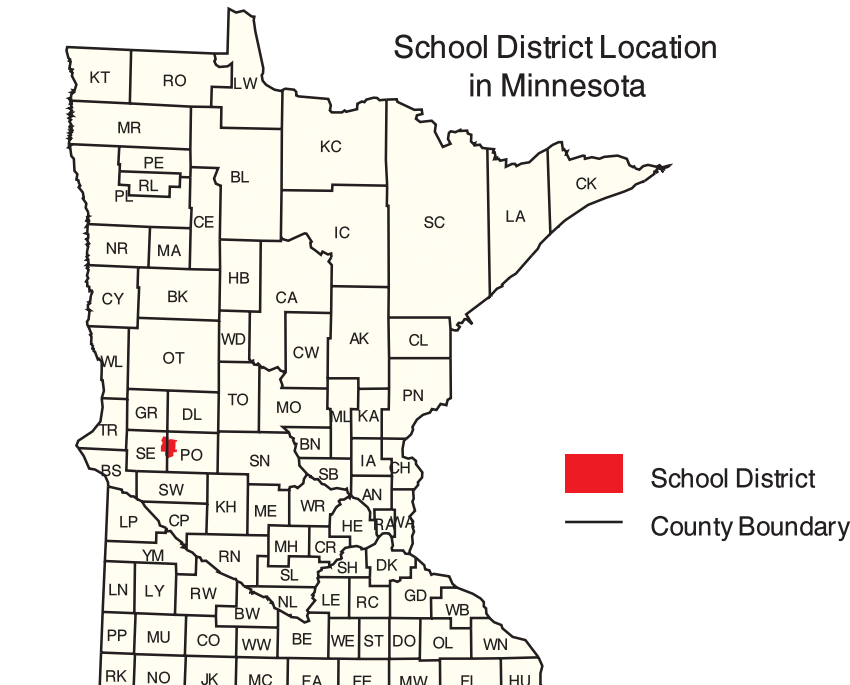 School District Location
in Minnesota
KT
RO
LW
MR
KC
PE
RL
PL
BL
CK
CE
SC
LA
IC
NR
MA
HB
CY
BK
CA
WD
AK
CL
CW
WL
OT
TO
PN
GR
DL
MO
ML
KA
TR
BN
SE
PO
SN
IA
CH
BS
SB
SW
AN
KH
ME
WR
LP
CP
HE
RA
WA
YM
RN
MH
CR
SH
DK
SL
LN
LY
RW
NL
LE
RC
GD
WB
BW
PP
MU
CO
WW
BE
WE
ST
DO
OL
WN
RK
NO
JK
MC
FA
FE
MW
FL
HU
School District
County Boundary